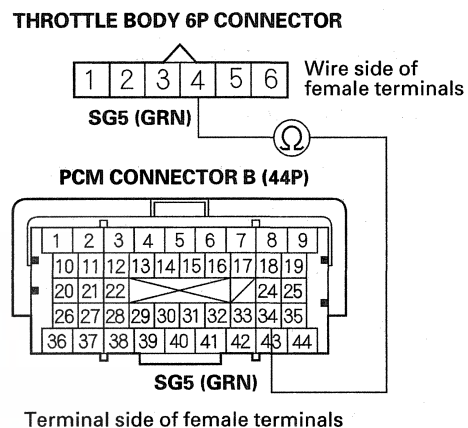 THROTTLE BODY 6P CONNECTOR
1 2 3 4 5 6
Wire side of
female terminals
SG5 (GRN)
Ω
PCM CONNECTOR B (44P)
1 2 3 4 5 6 7 8 9
10 11 12 13 14 15 16 17 18 19
20 21 22 24 25
26 27 28 29 30 31 32 33 34 35
36 37 38 39 40 41 42 43 44
SG5 (GRN)
Terminal side of female terminals